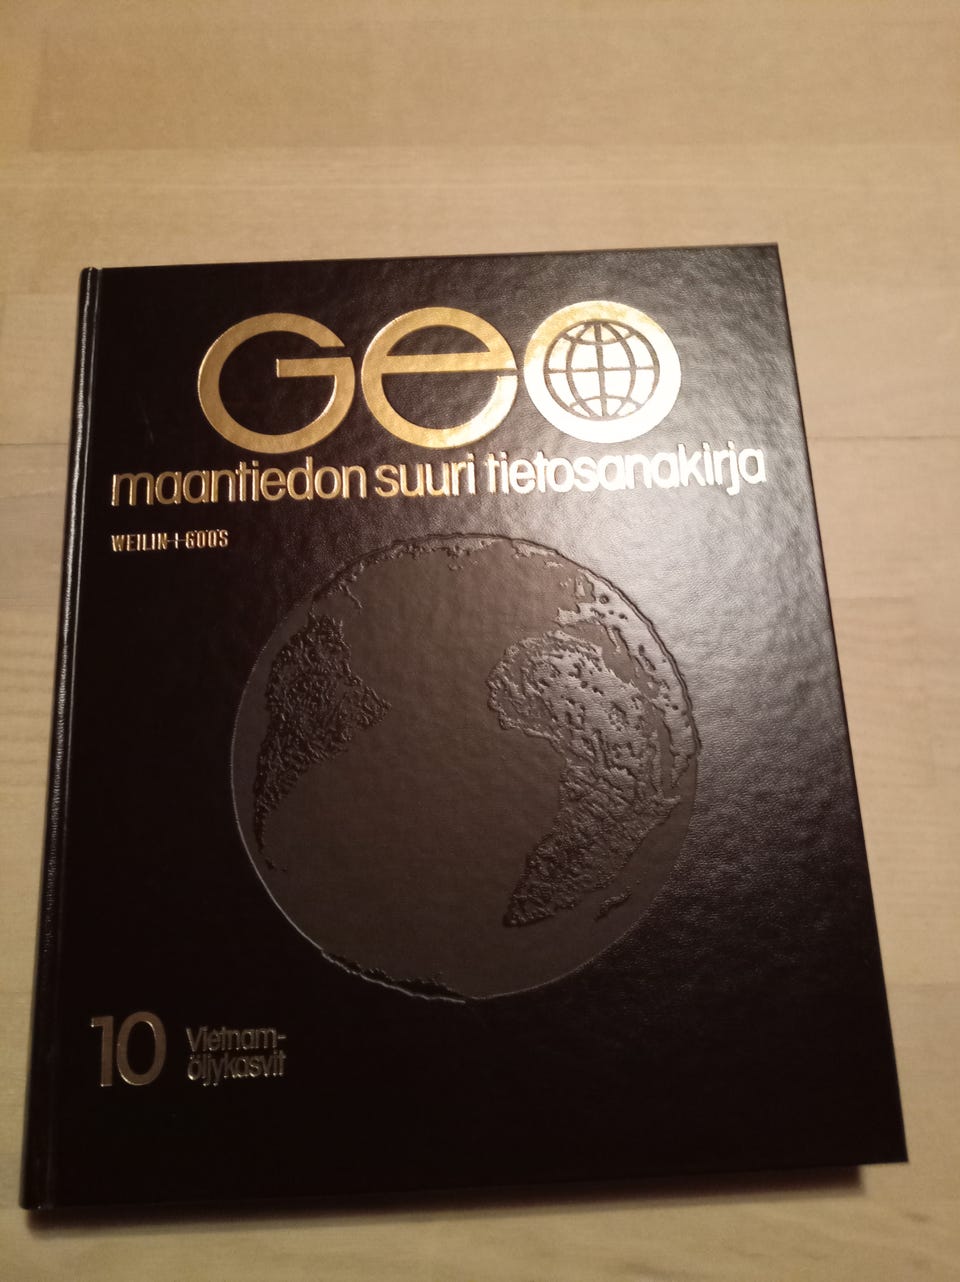 GEO
maantiedon suuri tietosanakirja
WEILIN+GÖÖS
10 Vietnam-
öljykasvit